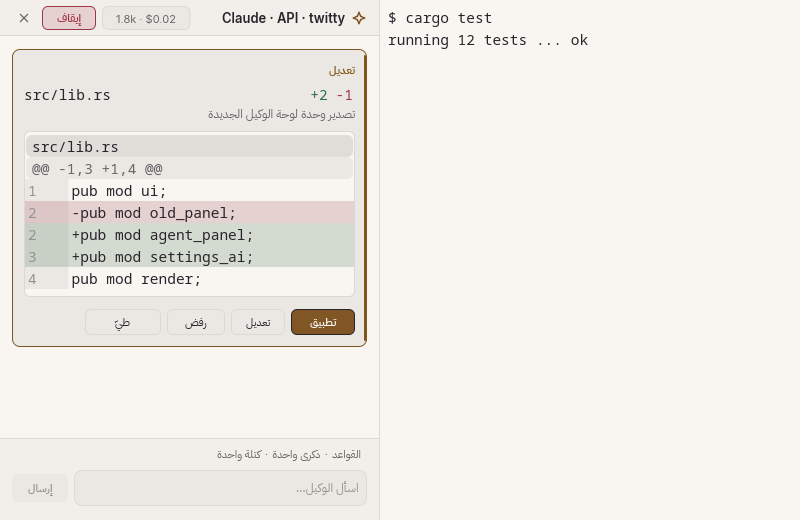 Claude · API · twitty
1.8k · $0.02
إيقاف
×
تعديل
src/lib.rs +2 -1
تصدير وحدة لوحة الوكيل الجديدة
src/lib.rs
@@ -1,3 +1,4 @@
1 pub mod ui;
2 -pub mod old_panel;
2 +pub mod agent_panel;
3 +pub mod settings_ai;
4 pub mod render;
تطبيق
تعديل
رفض
طيّ
القواعد · ذكرى واحدة · كتلة واحدة
اسأل الوكيل...
إرسال
$ cargo test
running 12 tests ... ok